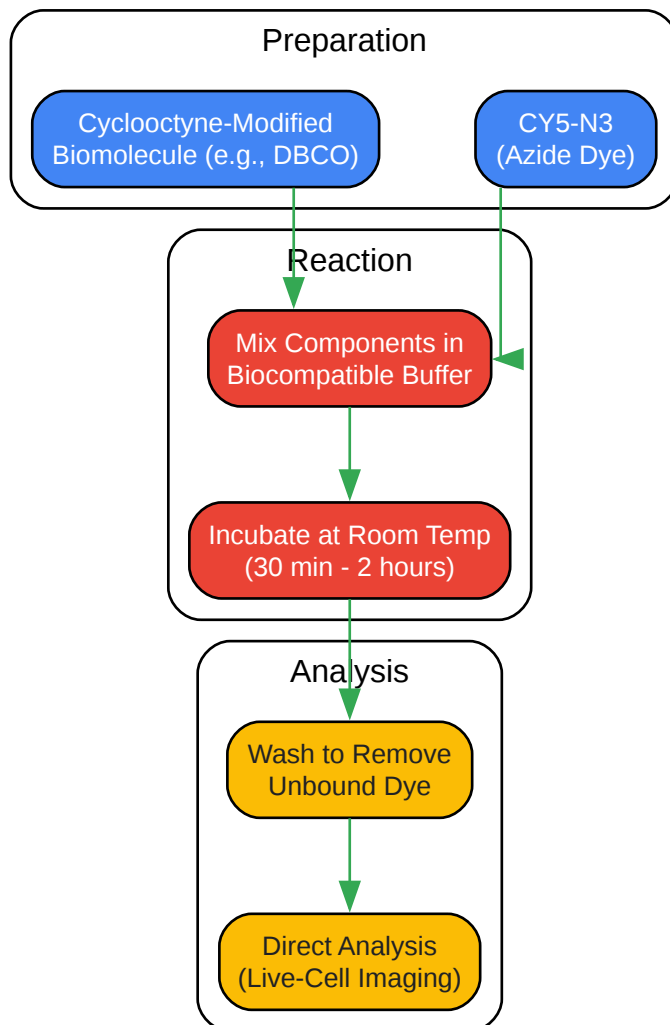 Preparation
Cyclooctyne-Modified
Biomolecule (e.g., DBCO)
CY5-N3
(Azide Dye)
Reaction
Mix Components in
Biocompatible Buffer
Incubate at Room Temp
(30 min - 2 hours)
Analysis
Wash to Remove
Unbound Dye
Direct Analysis
(Live-Cell Imaging)